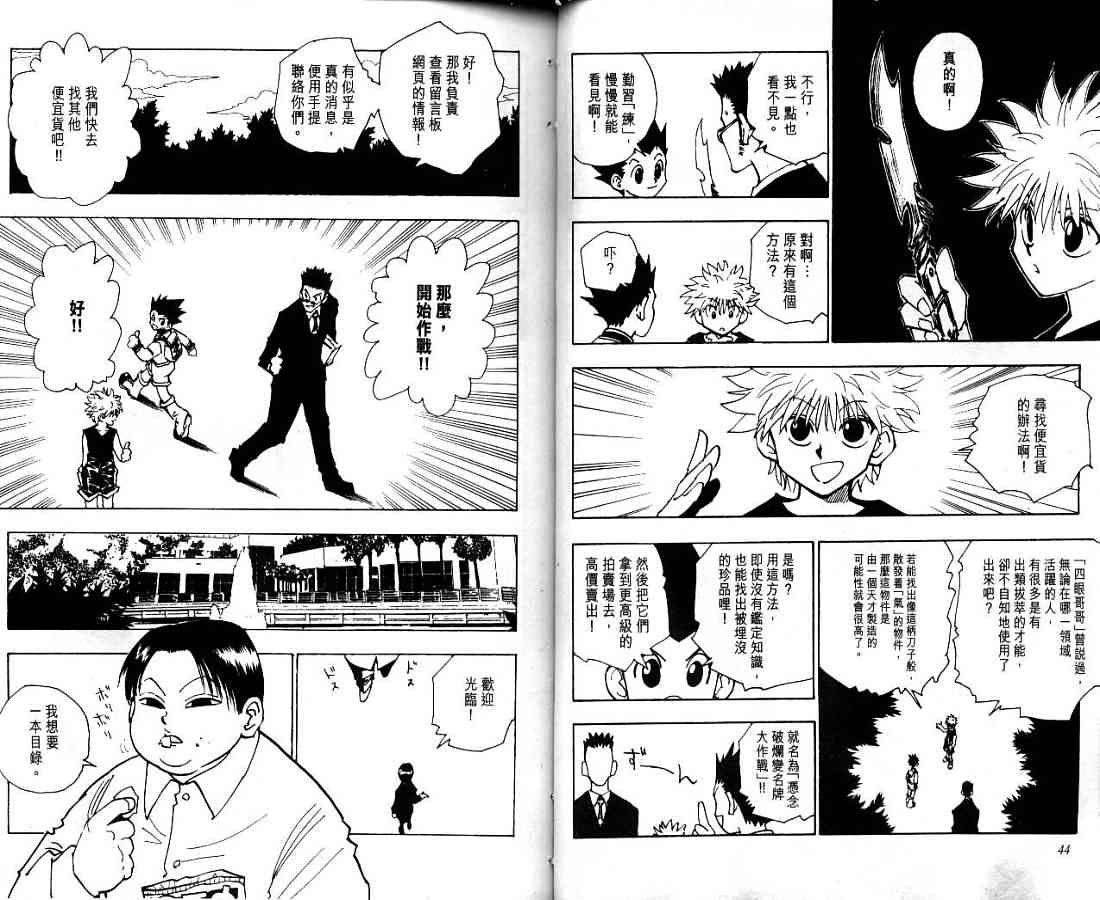 真的啊！
不行，
我一點也
看不見。
勤習「練」，
慢慢就能
看見啊！
對啊…
原來有這個
方法？
吓？
尋找便宜貨
的辦法啊！
「四眼哥哥」曾説過，
無論在哪一領域
活躍的人，
有很多是有
出類拔萃的才能，
卻不自知地使用了
出來吧？
若能找出像這柄刀子般，
散發着「氣」的物件，
那麼這物件是
由一個天才製造的
可能性就會很高了。
是嗎？
用這方法，
即使沒有鑑定知識，
也能找出被埋沒
的珍品哩！
然後把它們
拿到更高級的
拍賣場去，
高價賣出！
就名為「憑念
破爛變名牌
大作戰」!!
ずーっ
44
好！
那我負責
查看留言板
網頁的情報！
有似乎是
真的消息，
便用手提
聯絡你們。
我們快去
找其他
便宜貨吧!!
那麼，
開始作戰!!
好!!
歡迎
光臨！
ドス
ドス
ボリ
ボリ
我想要
一本目錄。